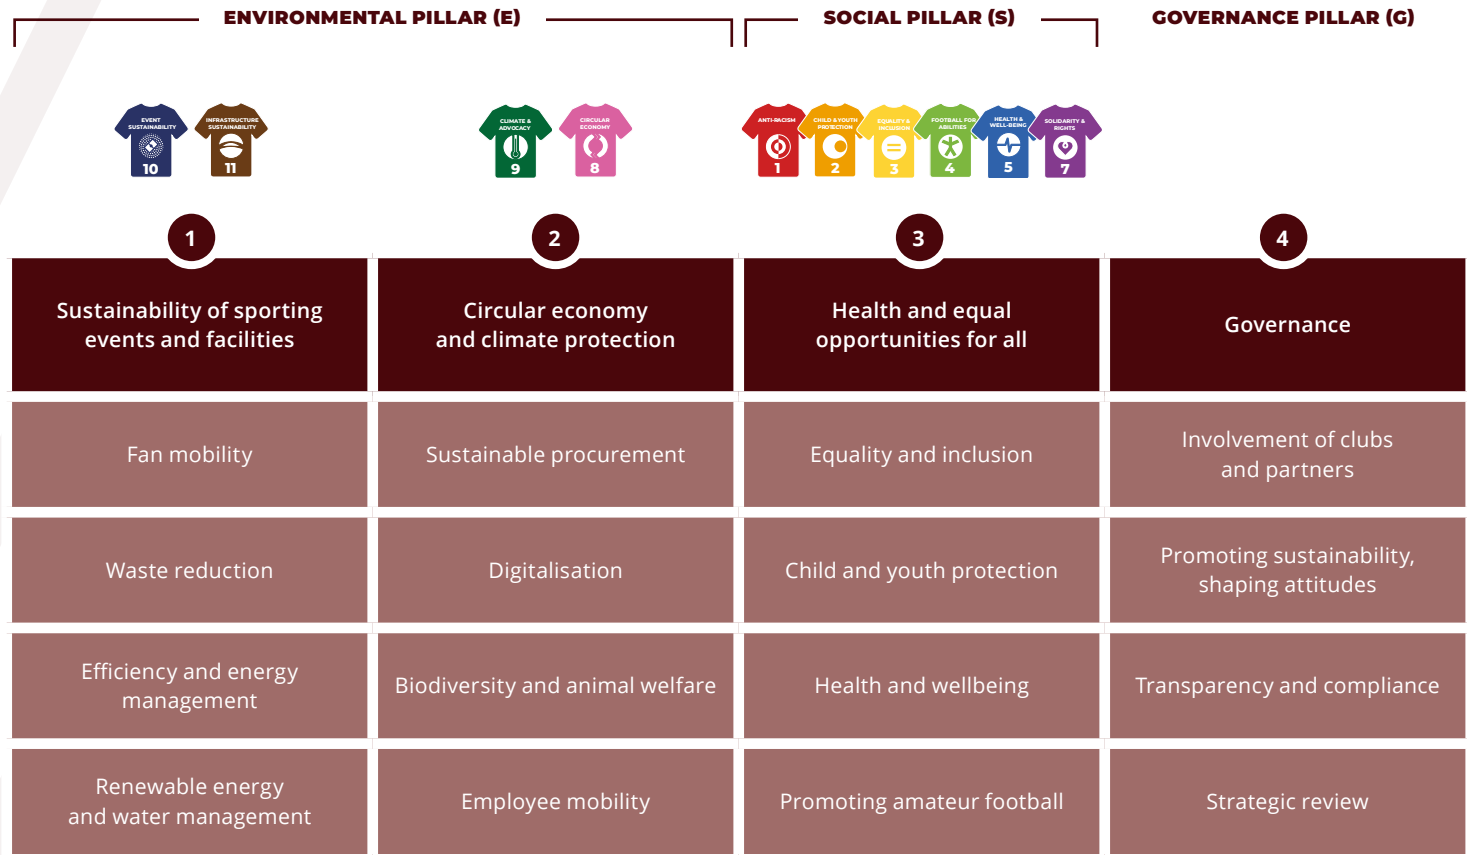 ENVIRONMENTAL PILLAR (E)
SOCIAL PILLAR (S)
GOVERNANCE PILLAR (G)
EVENT
SUSTAINABILITY
10
INFRASTRUCTURE
SUSTAINABILITY
11
CLIMATE &
ADVOCACY
9
CIRCULAR
ECONOMY
8
ANTI-RACISM
1
CHILD & YOUTH
PROTECTION
2
EQUALITY &
INCLUSION
3
FOOTBALL FOR
ABILITIES
4
HEALTH &
WELL-BEING
5
SOLIDARITY &
RIGHTS
7
1
2
3
4
Sustainability of sporting
events and facilities
Circular economy
and climate protection
Health and equal
opportunities for all
Governance
Fan mobility
Sustainable procurement
Equality and inclusion
Involvement of clubs
and partners
Waste reduction
Digitalisation
Child and youth protection
Promoting sustainability,
shaping attitudes
Efficiency and energy
management
Biodiversity and animal welfare
Health and wellbeing
Transparency and compliance
Renewable energy
and water management
Employee mobility
Promoting amateur football
Strategic review